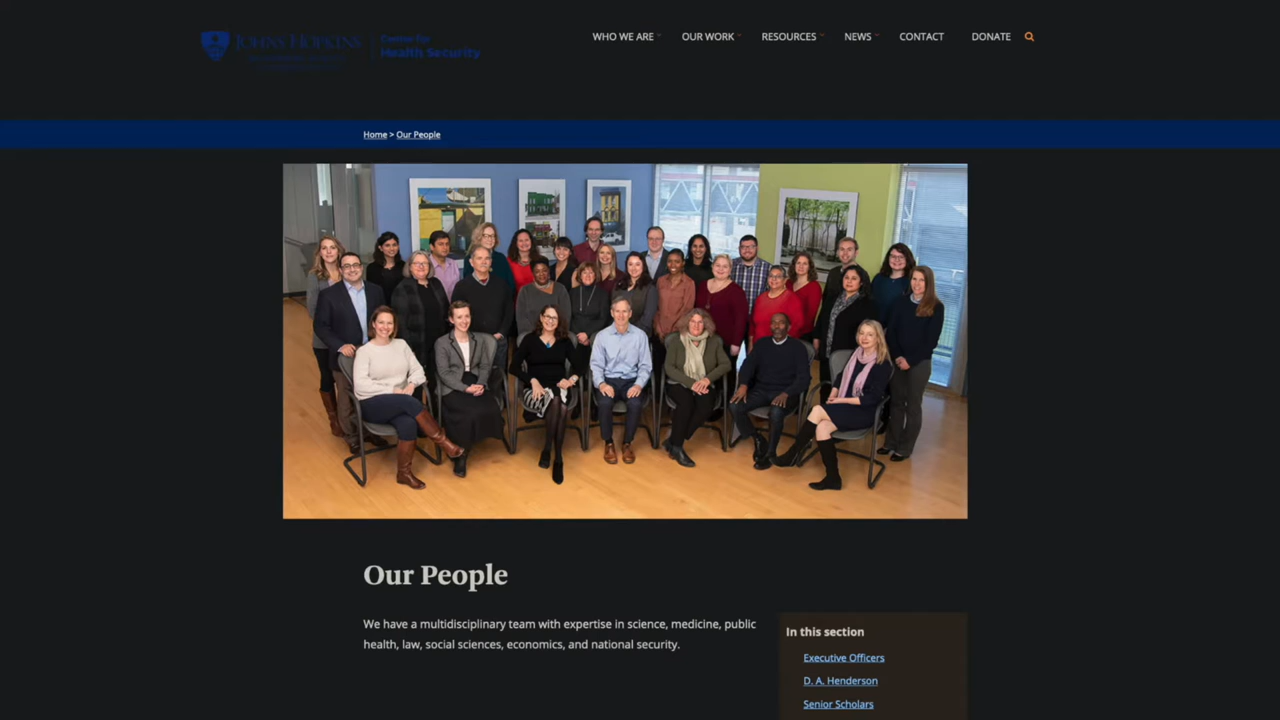 JOHNS HOPKINS
Center for
Health Security
WHO WE ARE
OUR WORK
RESOURCES
NEWS
CONTACT
DONATE
Home > Our People
Our People
We have a multidisciplinary team with expertise in science, medicine, public
health, law, social sciences, economics, and national security.
In this section
Executive Officers
D. A. Henderson
Senior Scholars